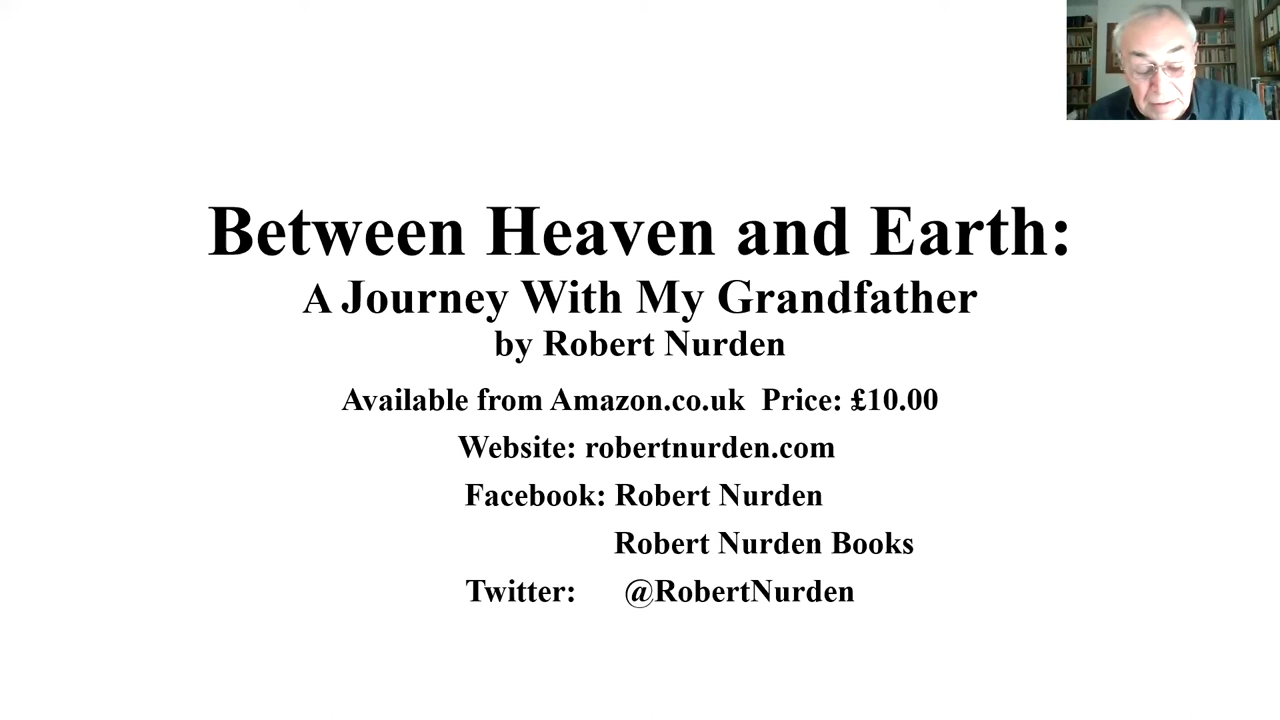 Between Heaven and Earth:
A Journey With My Grandfather
by Robert Nurden
Available from Amazon.co.uk  Price: £10.00
Website: robertnurden.com
Facebook: Robert Nurden
Robert Nurden Books
Twitter: @RobertNurden